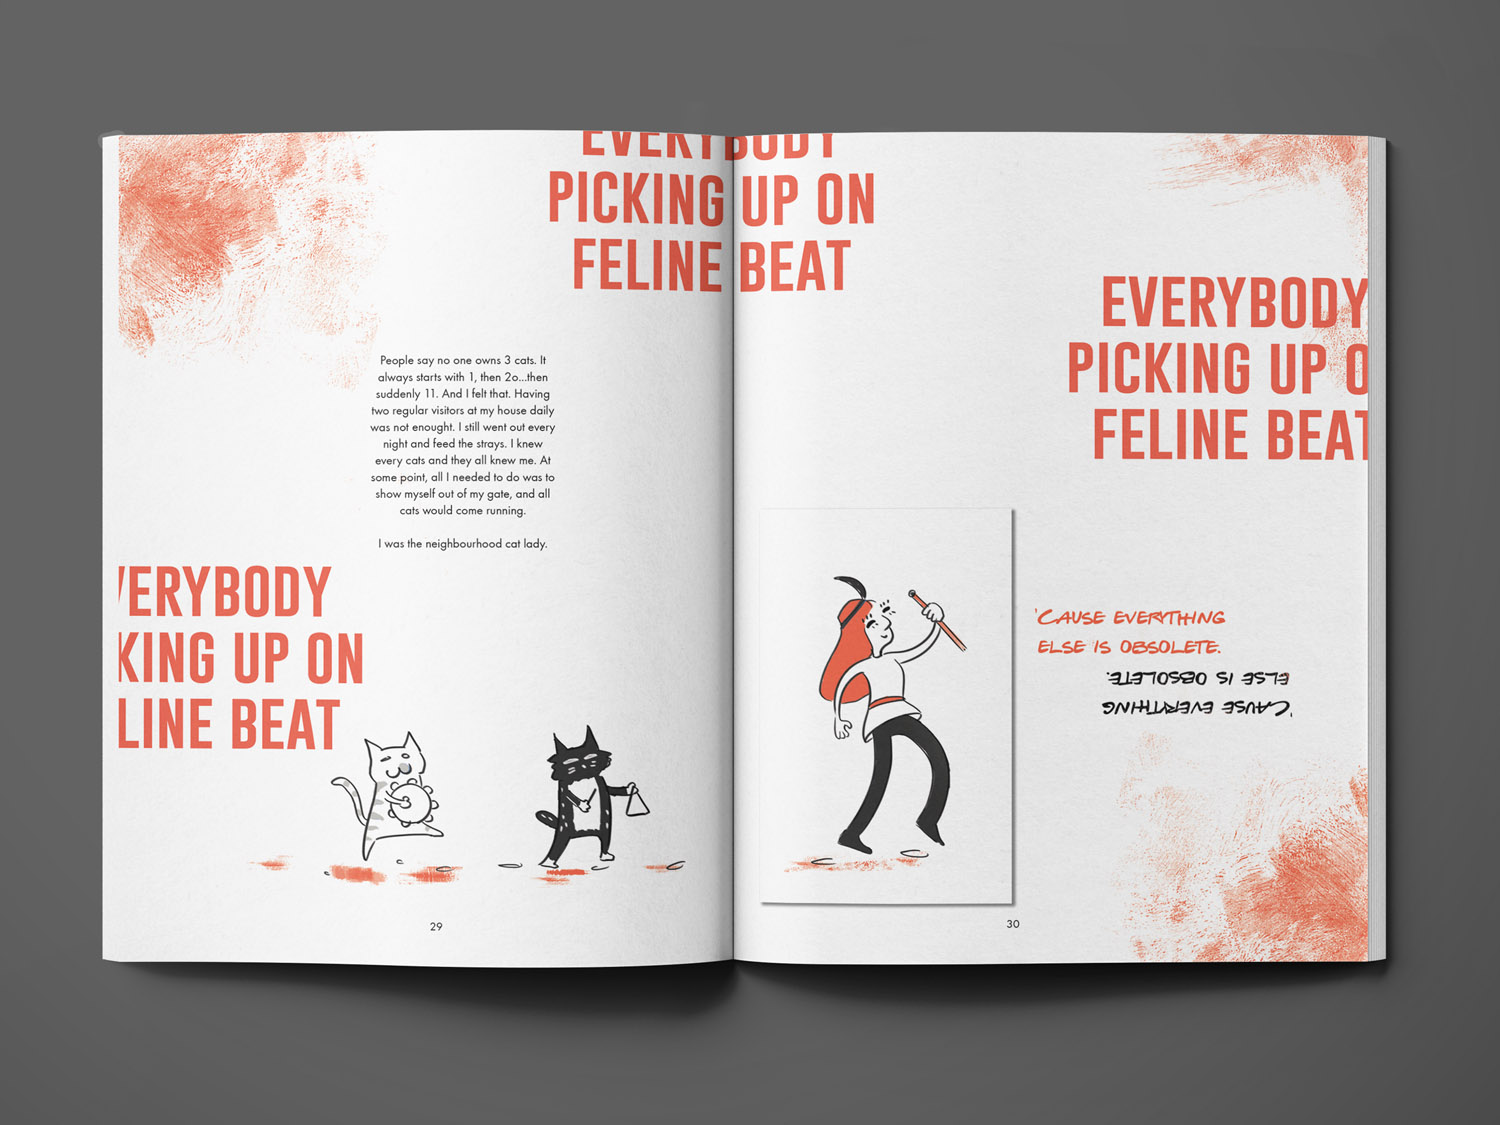 EVERYBODY
PICKING UP ON
FELINE BEAT
People say no one owns 3 cats. It
always starts with 1, then 2o...then
suddenly 11. And I felt that. Having
two regular visitors at my house daily
was not enought. I still went out every
night and feed the strays. I knew
every cats and they all knew me. At
some point, all I needed to do was to
show myself out of my gate, and all
cats would come running.
I was the neighbourhood cat lady.
VERYBODY
KING UP ON
LINE BEAT
29
EVERYBODY
PICKING UP O
FELINE BEAT
'CAUSE EVERYTHING
ELSE IS OBSOLETE.
ELSE IS OBSOLETE.
'CAUSE EVERYTHING
30